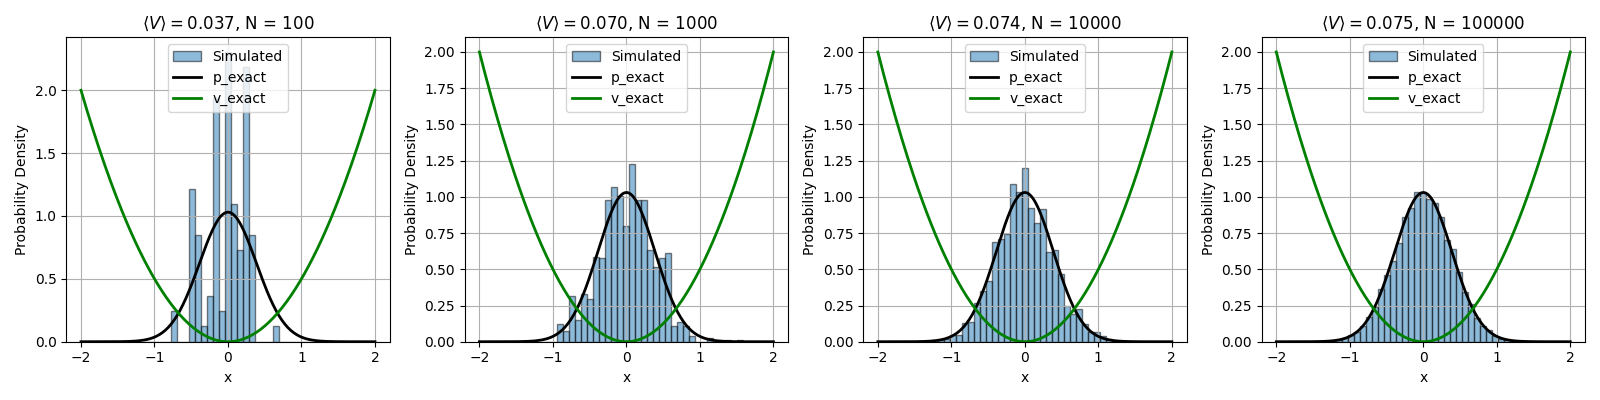 ⟨V⟩ = 0.037, N = 100
Simulated
p_exact
v_exact
Probability Density
2.0
1.5
1.0
0.5
0.0
−2 −1 0 1 2
x
⟨V⟩ = 0.070, N = 1000
Simulated
p_exact
v_exact
Probability Density
2.00
1.75
1.50
1.25
1.00
0.75
0.50
0.25
0.00
−2 −1 0 1 2
x
⟨V⟩ = 0.074, N = 10000
Simulated
p_exact
v_exact
Probability Density
2.00
1.75
1.50
1.25
1.00
0.75
0.50
0.25
0.00
−2 −1 0 1 2
x
⟨V⟩ = 0.075, N = 100000
Simulated
p_exact
v_exact
Probability Density
2.00
1.75
1.50
1.25
1.00
0.75
0.50
0.25
0.00
−2 −1 0 1 2
x